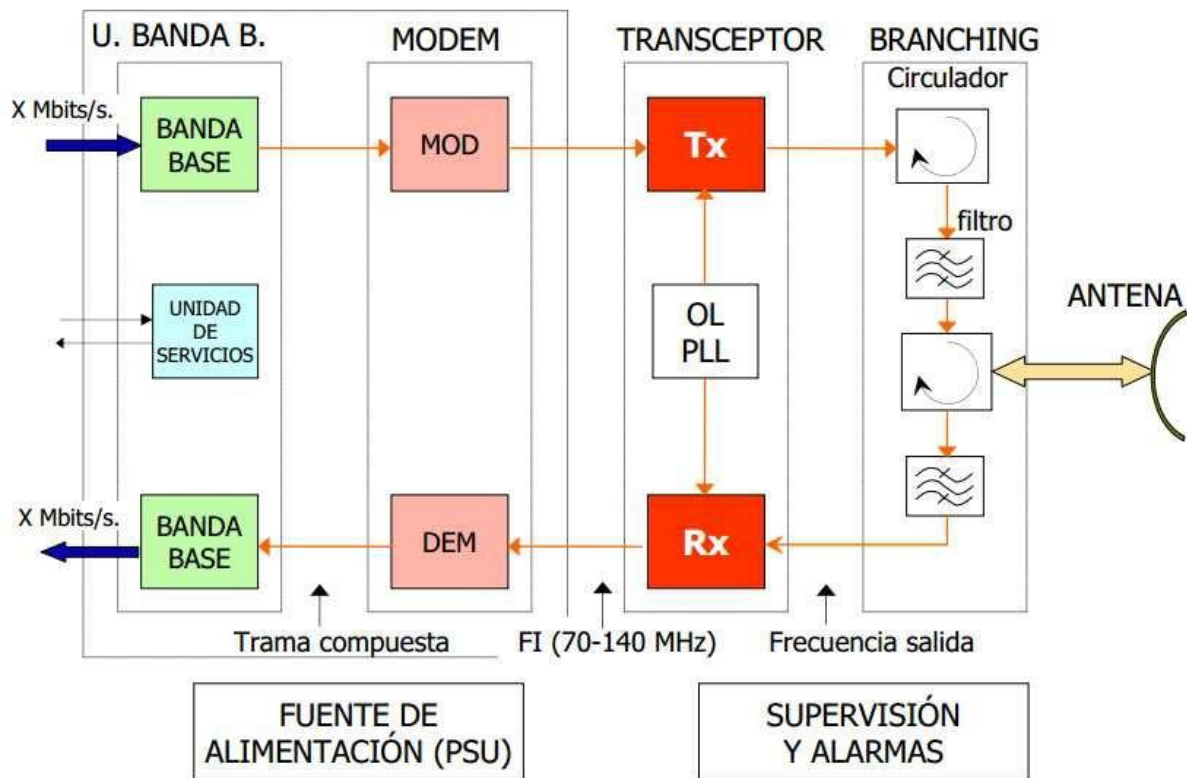 U. BANDA B.
MODEM
TRANSCEPTOR
BRANCHING
Circulador
X Mbits/s.
BANDA
BASE
MOD
Tx
filtro
UNIDAD
DE
SERVICIOS
OL
PLL
ANTENA
X Mbits/s.
BANDA
BASE
DEM
Rx
Trama compuesta
FI (70-140 MHz)
Frecuencia salida
FUENTE DE
ALIMENTACIÓN (PSU)
SUPERVISIÓN
Y ALARMAS